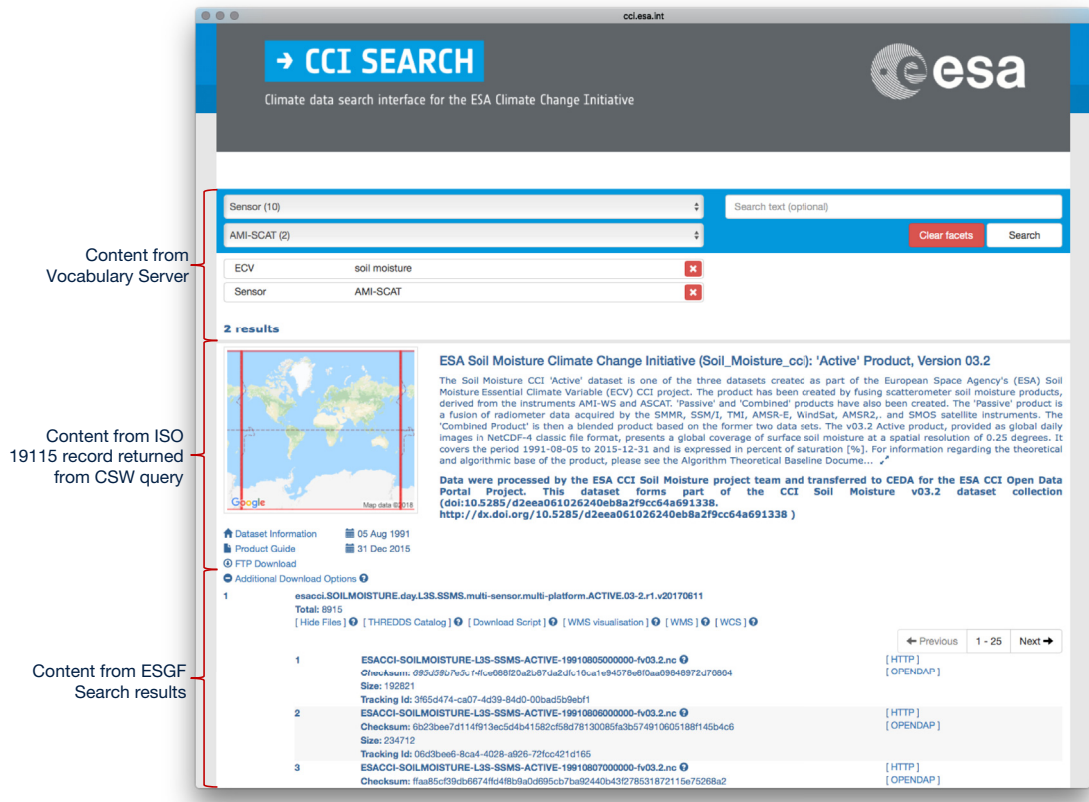 cci.esa.int
→ CCI SEARCH
esa
Climate data search interface for the ESA Climate Change Initiative
Sensor (10)
Search text (optional)
AMI-SCAT (2)
Clear facets
Search
Content from
Vocabulary Server
ECV soil moisture
Sensor AMI-SCAT
2 results
Content from ISO
19115 record returned
from CSW query
Google
Map data ©2018
ESA Soil Moisture Climate Change Initiative (Soil_Moisture_cci): 'Active' Product, Version 03.2
The Soil Moisture CCI 'Active' dataset is one of the three datasets created as part of the European Space Agency's (ESA) Soil
Moisture Essential Climate Variable (ECV) CCI project. The product has been created by fusing scatterometer soil moisture products,
derived from the instruments AMI-WS and ASCAT. 'Passive' and 'Combined' products have also been created. The 'Passive' product is
a fusion of radiometer data acquired by the SMMR, SSM/I, TMI, AMSR-E, WindSat, AMSR2,. and SMOS satellite instruments. The
'Combined Product' is then a blended product based on the former two data sets. The v03.2 Active product, provided as global daily
images in NetCDF-4 classic file format, presents a global coverage of surface soil moisture at a spatial resolution of 0.25 degrees. It
covers the period 1991-08-05 to 2015-12-31 and is expressed in percent of saturation [%]. For information regarding the theoretical
and algorithmic base of the product, please see the Algorithm Theoretical Baseline Docume...
Data were processed by the ESA CCI Soil Moisture project team and transferred to CEDA for the ESA CCI Open Data
Portal Project. This dataset forms part of the CCI Soil Moisture v03.2 dataset collection
(doi:10.5285/d2eea061026240eb8a2f9cc64a691338.
http://dx.doi.org/10.5285/d2eea061026240eb8a2f9cc64a691338 )
Dataset Information 05 Aug 1991
Product Guide 31 Dec 2015
FTP Download
Additional Download Options
Content from ESGF
Search results
1 esacci.SOILMOISTURE.day.L3S.SSMS.multi-sensor.multi-platform.ACTIVE.03-2.r1.v20170611
Total: 8915
[ Hide Files ] [ THREDDS Catalog ] [ Download Script ] [ WMS visualisation ] [ WMS ] [ WCS ]
← Previous 1 - 25 Next →
1 ESACCI-SOILMOISTURE-L3S-SSMS-ACTIVE-19910805000000-fv03.2.nc [ HTTP ]
Checksum: [ OPENDAP ]
Size: 192821
Tracking Id: 3f65d474-ca07-4d39-84d0-00bad5b9ebf1
2 ESACCI-SOILMOISTURE-L3S-SSMS-ACTIVE-19910806000000-fv03.2.nc [ HTTP ]
Checksum: 6b23bee7d114f913ec5d4b41582cf58d78130085fa3b574910605188f145b4c6 [ OPENDAP ]
Size: 234712
Tracking Id: 06d3bee6-8ca4-4028-a926-72fcc421d165
3 ESACCI-SOILMOISTURE-L3S-SSMS-ACTIVE-19910807000000-fv03.2.nc [ HTTP ]
Checksum: ffaa85cf39db6674ffd4f8b9a0d695cb7ba92440b43f278531872115e75268a2 [ OPENDAP ]